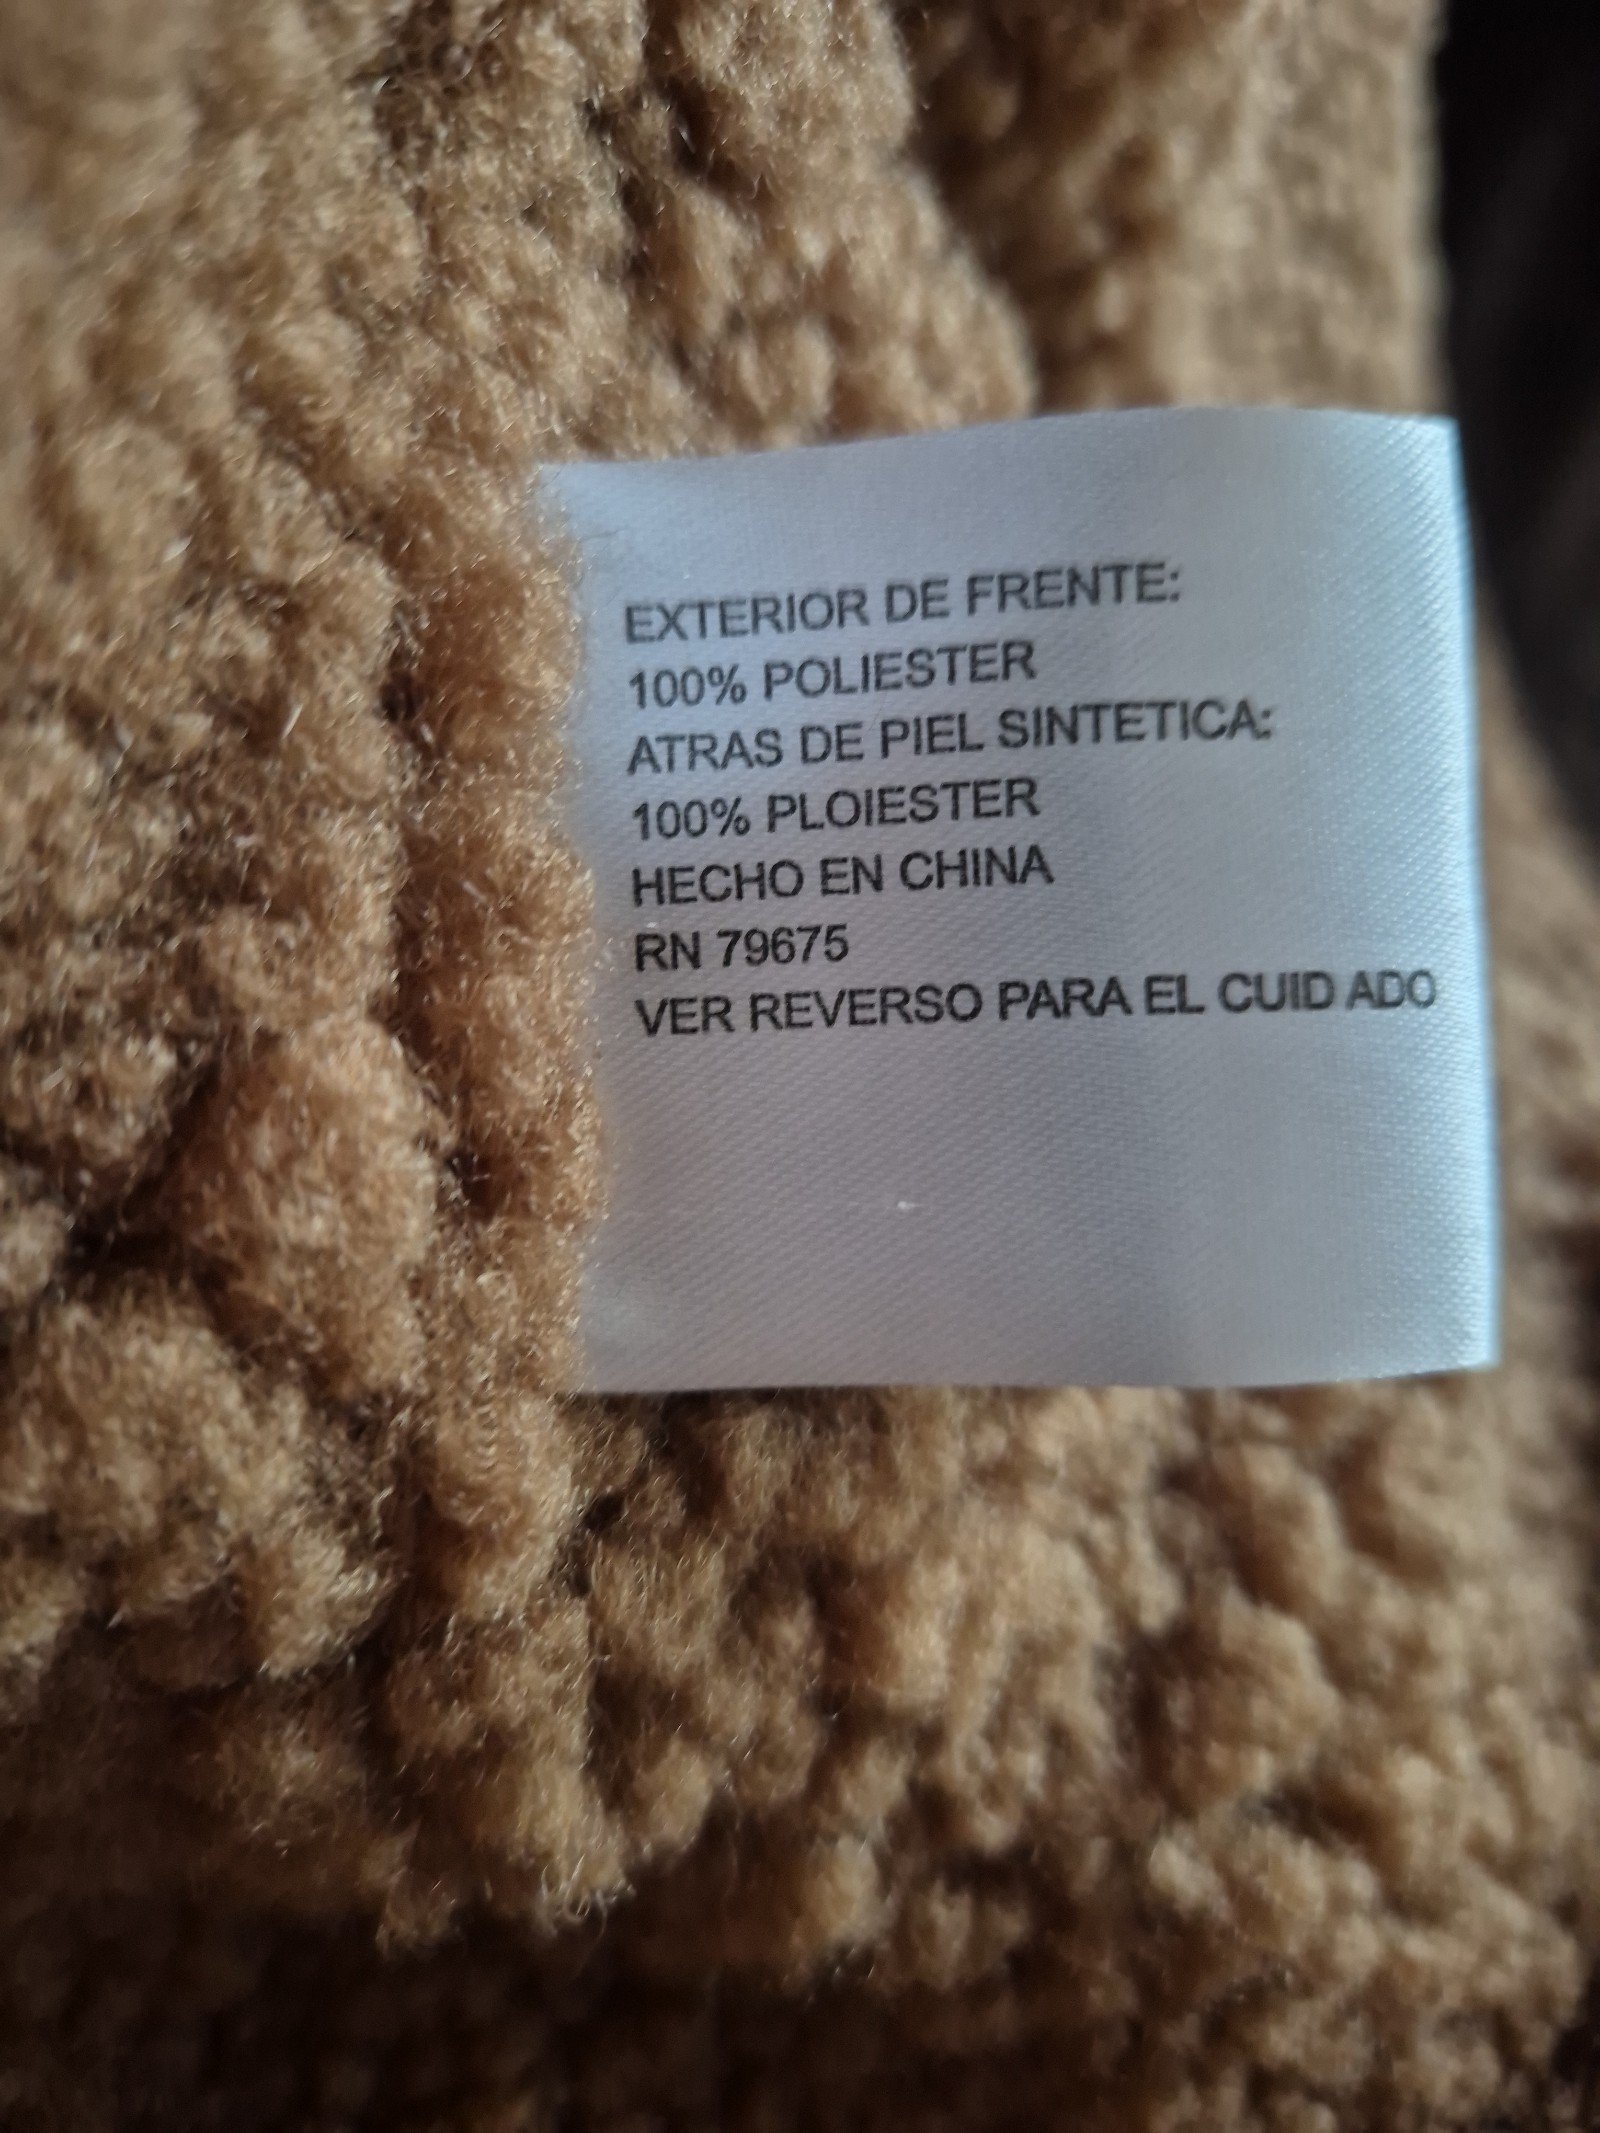 EXTERIOR DE FRENTE:
100% POLIESTER
ATRAS DE PIEL SINTETICA:
100% PLOIESTER
HECHO EN CHINA
RN 79675
VER REVERSO PARA EL CUID ADO